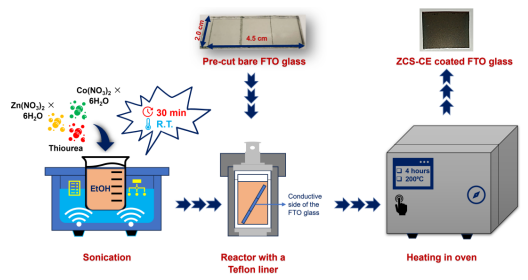 2.0 cm
4.5 cm
Pre-cut bare FTO glass
ZCS-CE coated FTO glass
Co(NO₃)₂ ×
6H₂O
Zn(NO₃)₂ ×
6H₂O
Thiourea
30 min
R.T.
EtOH
Conductive
side of the
FTO glass
4 hours
200ºC
Sonication
Reactor with a
Teflon liner
Heating in oven